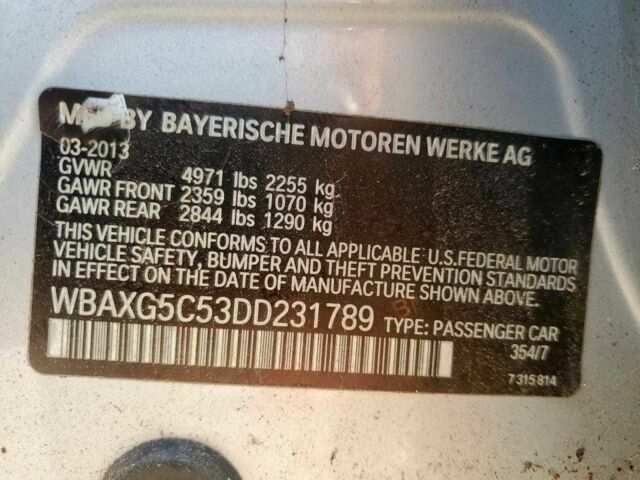 BY BAYERISCHE MOTOREN WERKE AG
03-2013
GVWR 4971 lbs 2255 kg
GAWR FRONT 2359 lbs 1070 kg
GAWR REAR 2844 lbs 1290 kg
THIS VEHICLE CONFORMS TO ALL APPLICABLE U.S.FEDERAL MOTOR
VEHICLE SAFETY, BUMPER AND THEFT PREVENTION STANDARDS
IN EFFECT ON THE DATE OF MANUFACTURE SHOWN ABOVE.
WBAXG5C53DD231789 TYPE: PASSENGER CAR
354/7
7 315 814